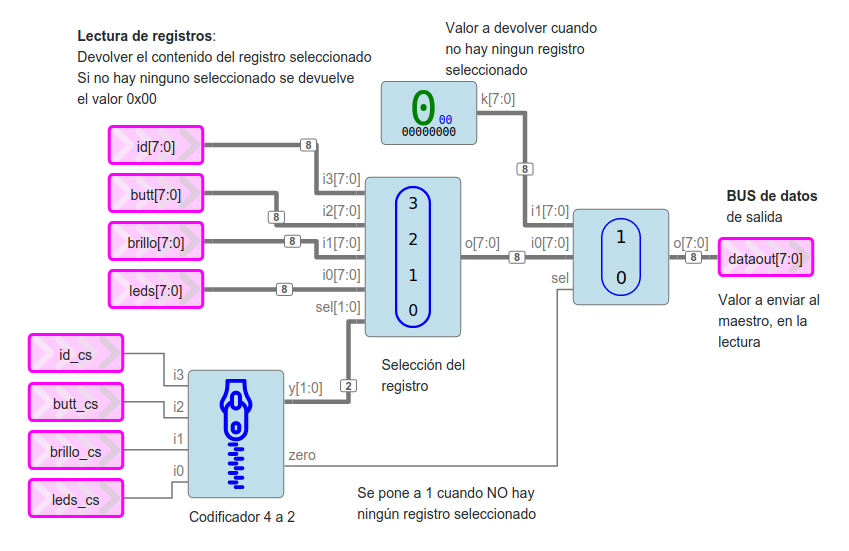 Lectura de registros:
Devolver el contenido del registro seleccionado
Si no hay ninguno seleccionado se devuelve
el valor 0x00
Valor a devolver cuando
no hay ningun registro
seleccionado
0 00
00000000
k[7:0]
id[7:0]
8
butt[7:0]
8
brillo[7:0]
8
leds[7:0]
8
i3[7:0]
i2[7:0]
i1[7:0]
i0[7:0]
sel[1:0]
3
2
1
0
o[7:0]
8
Selección del
registro
8
i1[7:0]
i0[7:0]
sel
1
0
o[7:0]
8
BUS de datos
de salida
dataout[7:0]
Valor a enviar al
maestro, en la
lectura
id_cs
butt_cs
brillo_cs
leds_cs
i3
i2
i1
i0
y[1:0]
2
zero
Codificador 4 a 2
Se pone a 1 cuando NO hay
ningún registro seleccionado